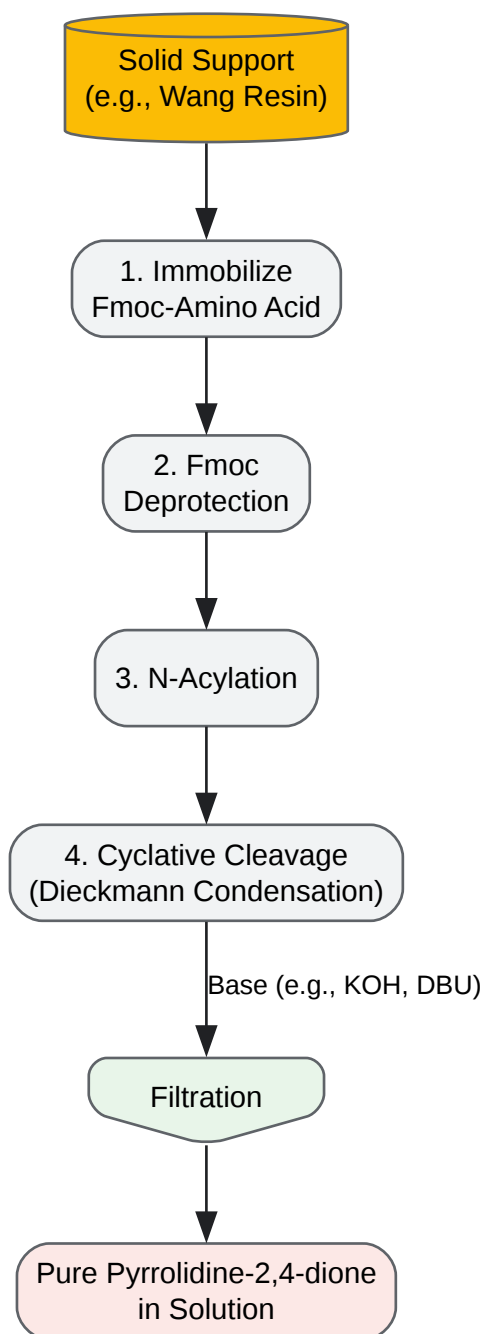 Solid Support
(e.g., Wang Resin)
1. Immobilize
Fmoc-Amino Acid
2. Fmoc
Deprotection
3. N-Acylation
4. Cyclative Cleavage
(Dieckmann Condensation)
Base (e.g., KOH, DBU)
Filtration
Pure Pyrrolidine-2,4-dione
in Solution